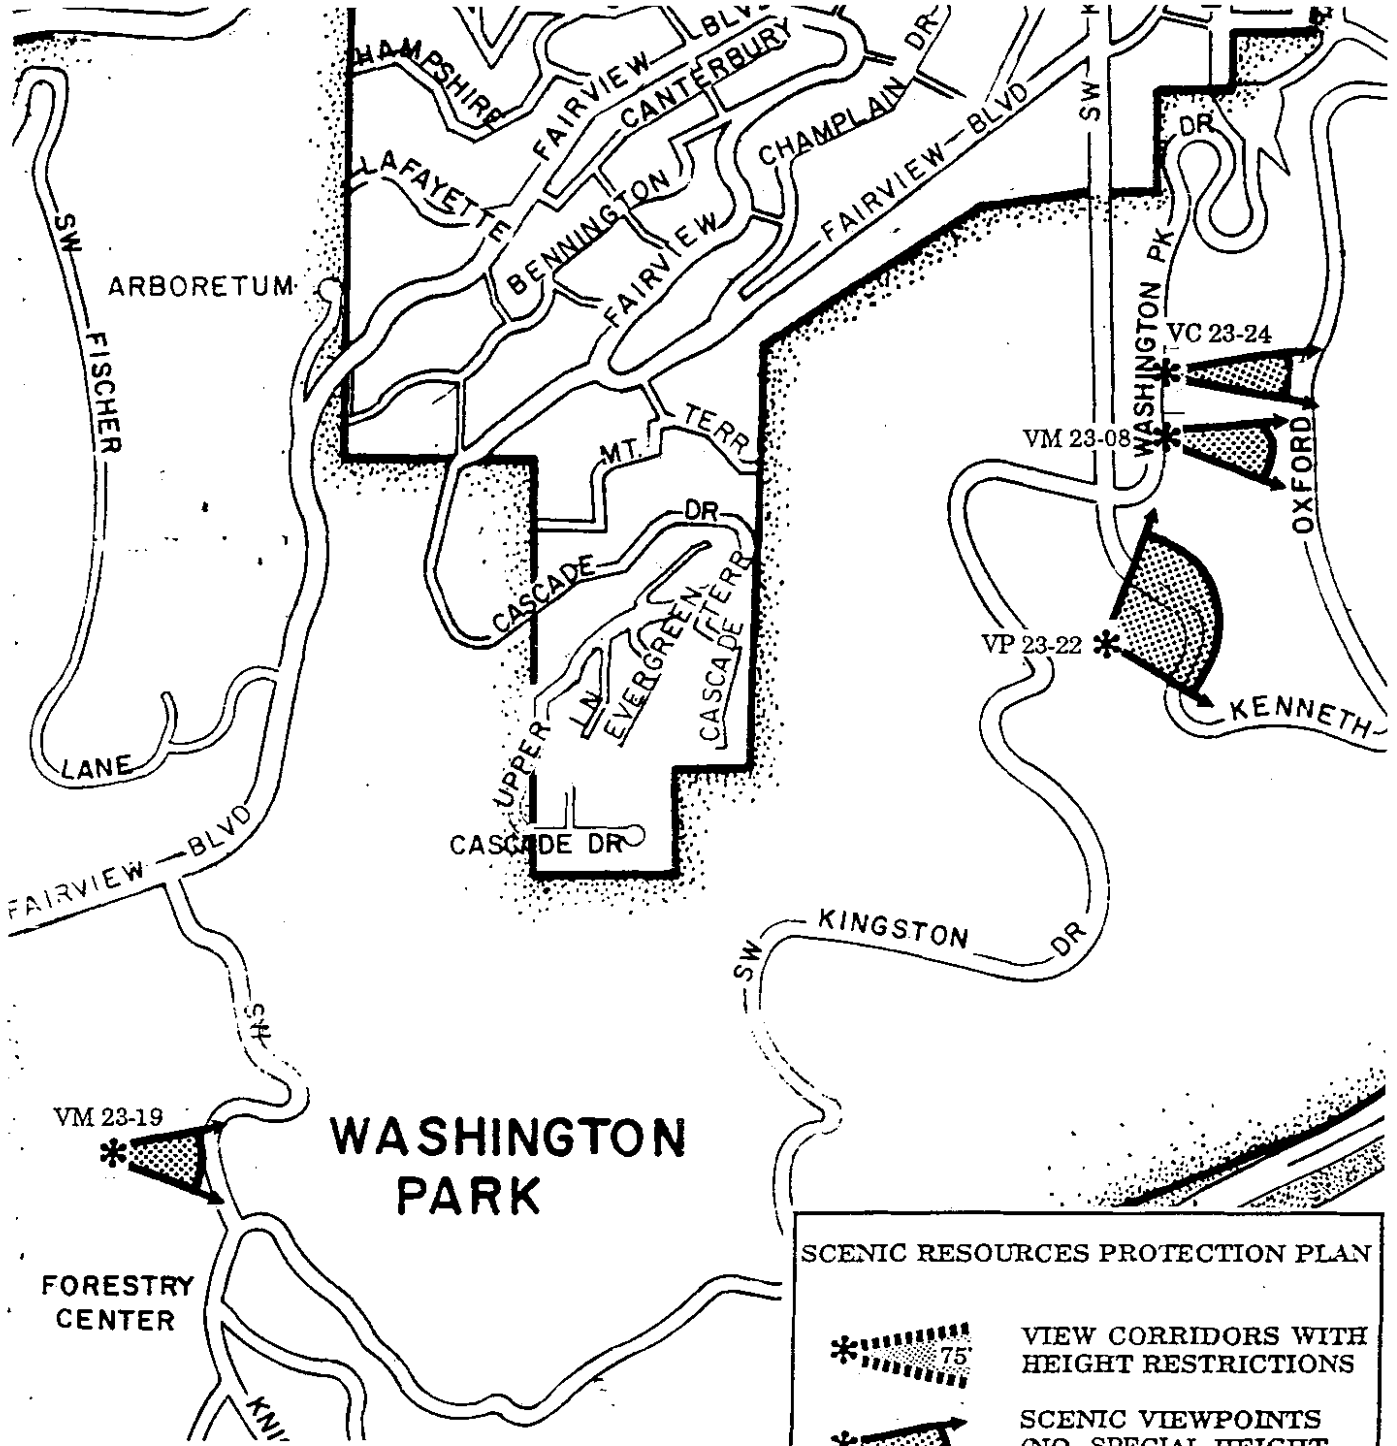 HAMPSHIRE
FAIRVIEW BLVD
CANTERBURY
DR
SW
LAFAYETTE
BENNINGTON
FAIRVIEW
CHAMPLAIN
FAIRVIEW BLVD
DR
WASHINGTON PK
SW
FISCHER
LANE
ARBORETUM
VC 23-24
VM 23-08
OXFORD
MT. TERR
CASCADE DR
TERR
CASCADE
EVERGREEN
LN
UPPER
CASCADE DR
VP 23-22
KENNETH
FAIRVIEW BLVD
SW
KINGSTON
DR
SW
VM 23-19
WASHINGTON
PARK
FORESTRY
CENTER
SCENIC RESOURCES PROTECTION PLAN
75'
VIEW CORRIDORS WITH
HEIGHT RESTRICTIONS
SCENIC VIEWPOINTS
(NO SPECIAL HEIGHT